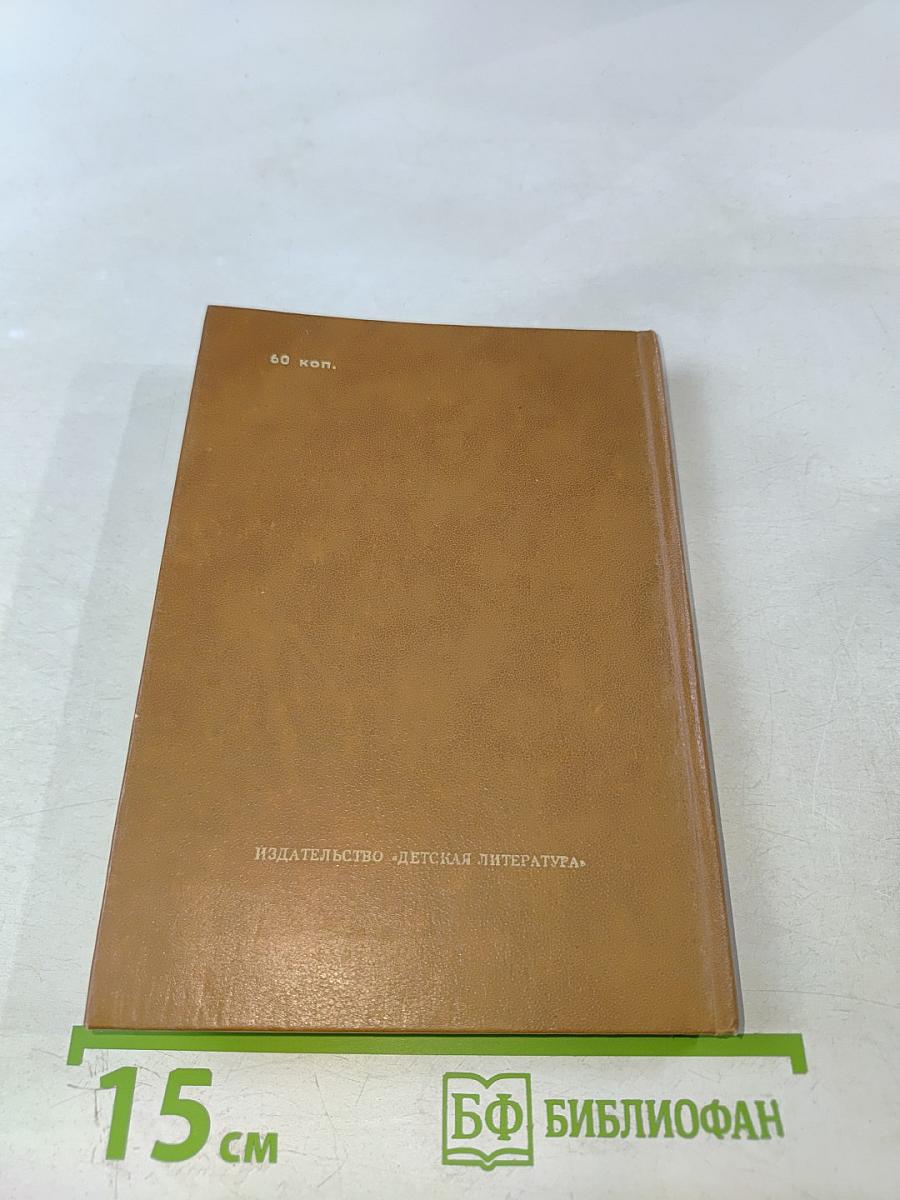 60 коп.
ИЗДАТЕЛЬСТВО «ДЕТСКАЯ ЛИТЕРАТУРА»
15 см
БФ БИБЛИОФАН